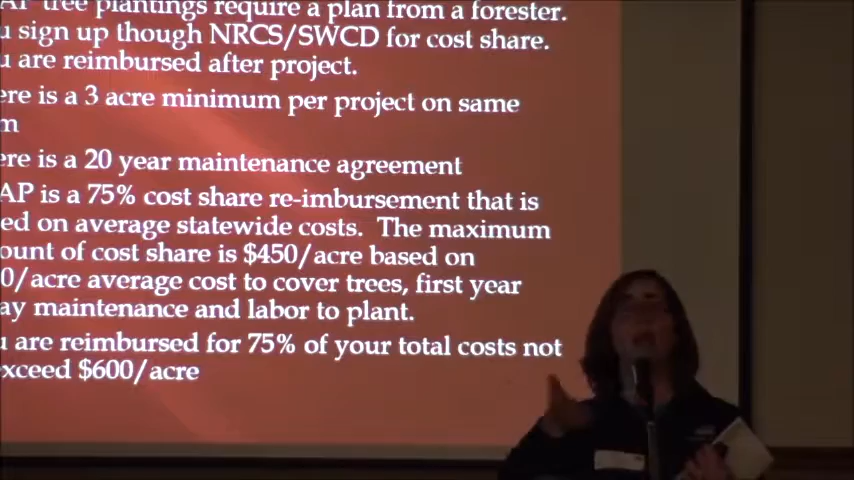 AP tree plantings require a plan from a forester.
u sign up though NRCS/SWCD for cost share.
u are reimbursed after project.
ere is a 3 acre minimum per project on same
m
ere is a 20 year maintenance agreement
AP is a 75% cost share re-imbursement that is
ed on average statewide costs. The maximum
ount of cost share is $450/acre based on
0/acre average cost to cover trees, first year
ay maintenance and labor to plant.
u are reimbursed for 75% of your total costs not
xceed $600/acre